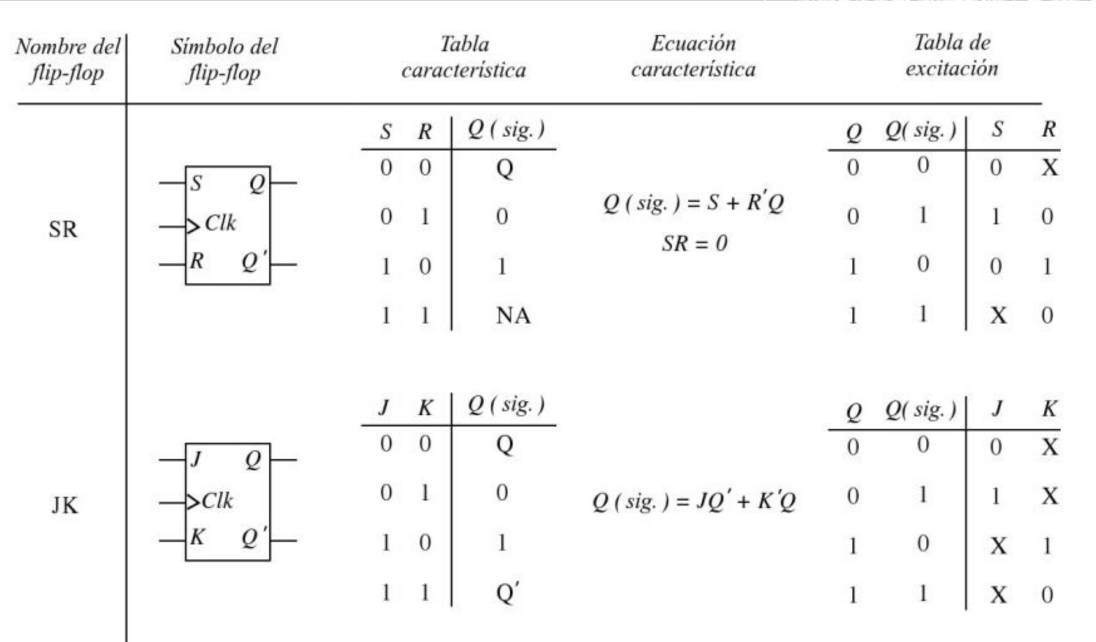 Nombre del flip-flop
Símbolo del flip-flop
Tabla característica
Ecuación característica
Tabla de excitación
SR
S Q
Clk
R Q′
S R Q ( sig. )
0 0 Q
0 1 0
1 0 1
1 1 NA
Q ( sig. ) = S + R′Q
SR = 0
Q Q( sig. ) S R
0 0 0 X
0 1 1 0
1 0 0 1
1 1 X 0
JK
J Q
Clk
K Q′
J K Q ( sig. )
0 0 Q
0 1 0
1 0 1
1 1 Q′
Q ( sig. ) = JQ′ + K′Q
Q Q( sig. ) J K
0 0 0 X
0 1 1 X
1 0 X 1
1 1 X 0